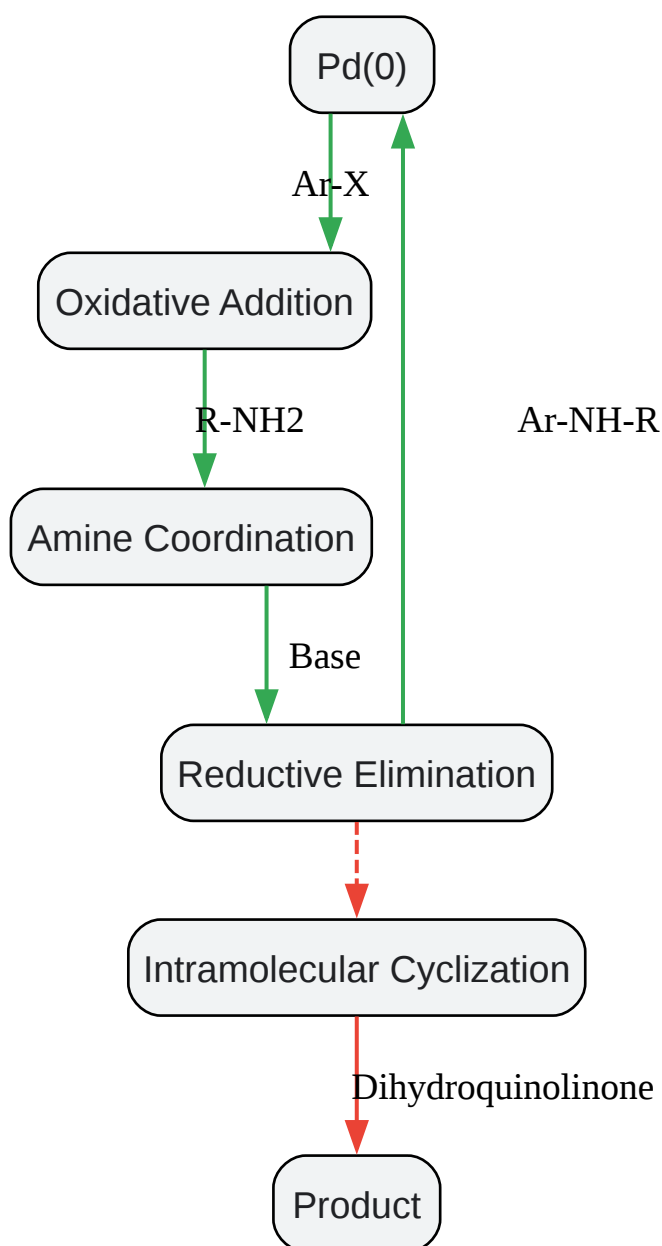 Pd(0)
Ar-X
Oxidative Addition
R-NH2
Ar-NH-R
Amine Coordination
Base
Reductive Elimination
Intramolecular Cyclization
Dihydroquinolinone
Product